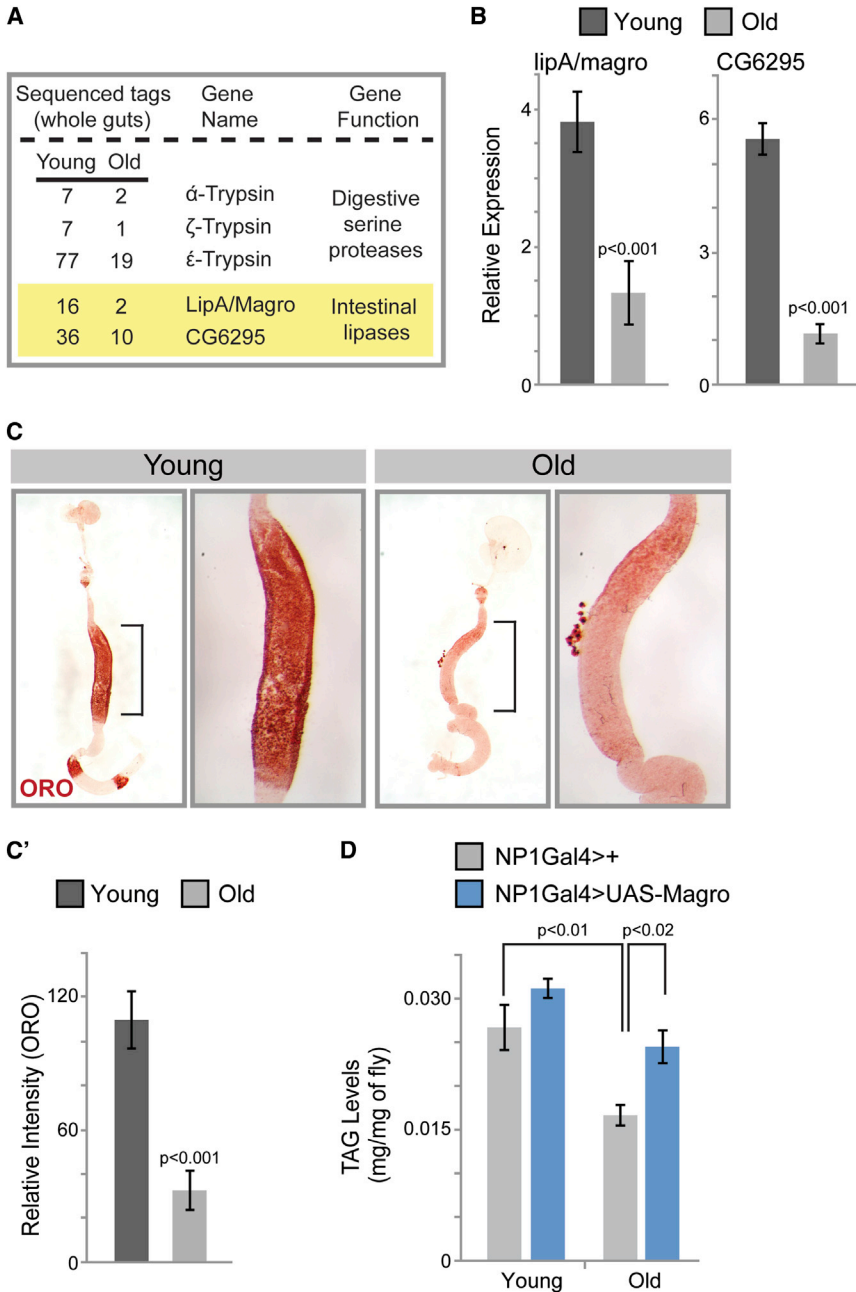 A
Sequenced tags (whole guts)
Gene Name
Gene Function
Young Old
7 2 ά-Trypsin
7 1 ζ-Trypsin
77 19 έ-Trypsin
Digestive serine proteases
16 2 LipA/Magro
36 10 CG6295
Intestinal lipases
B
Young Old
lipA/magro
CG6295
Relative Expression
4
2
0
p<0.001
6
3
0
p<0.001
C
Young
Old
ORO
C'
Young Old
Relative Intensity (ORO)
120
60
0
p<0.001
D
NP1Gal4>+
NP1Gal4>UAS-Magro
p<0.01
p<0.02
TAG Levels
(mg/mg of fly)
0.030
0.015
0
Young
Old